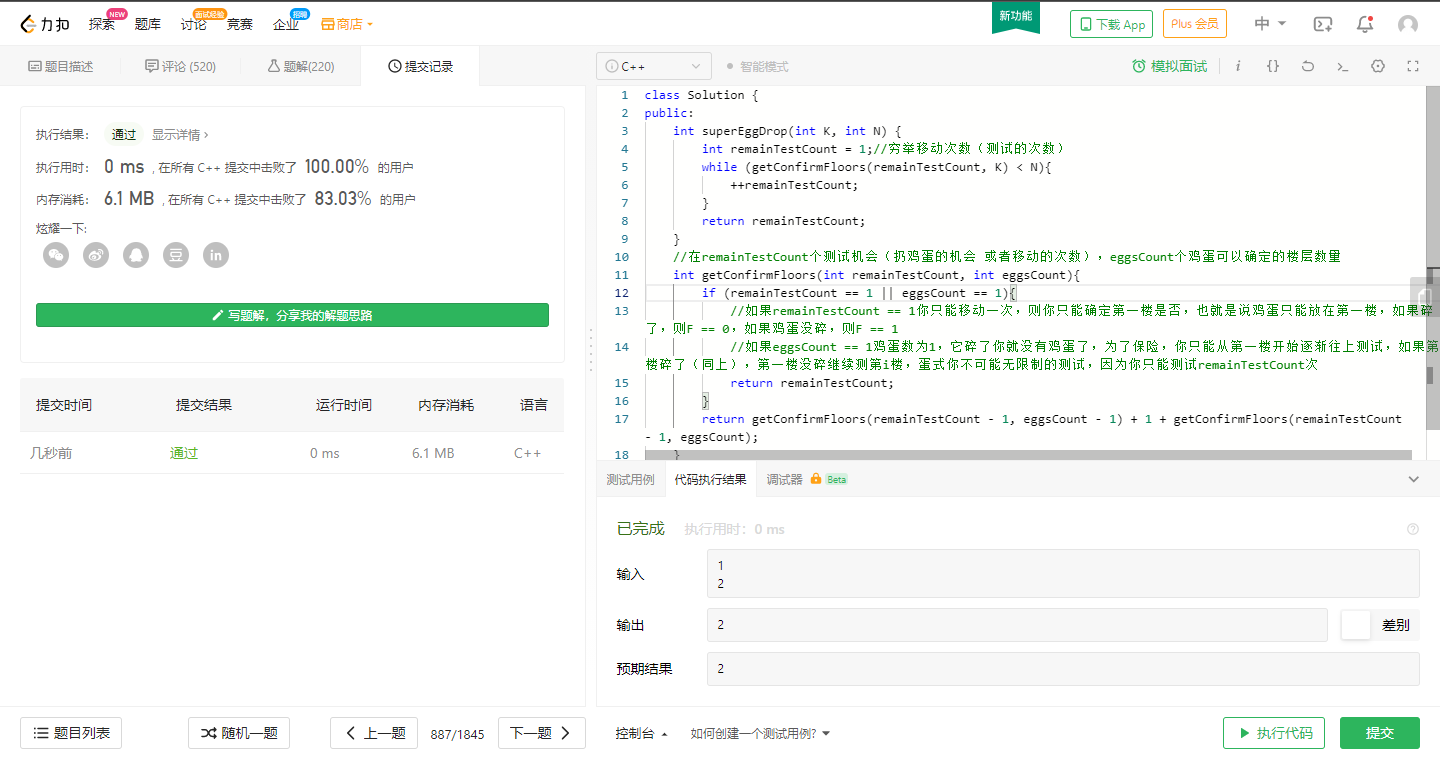 力扣 探索 NEW 题库 讨论 面试经验 竞赛 企业 招聘 商店 新功能 下载 App Plus 会员 中
题目描述 评论 (520) 题解(220) 提交记录
执行结果: 通过 显示详情 ›
执行用时: 0 ms , 在所有 C++ 提交中击败了 100.00% 的用户
内存消耗: 6.1 MB , 在所有 C++ 提交中击败了 83.03% 的用户
炫耀一下:
豆 in
写题解，分享我的解题思路
提交时间 提交结果 运行时间 内存消耗 语言
几秒前 通过 0 ms 6.1 MB C++
C++ 智能模式 模拟面试 i {}
1 class Solution {
2 public:
3 int superEggDrop(int K, int N) {
4 int remainTestCount = 1;//穷举移动次数（测试的次数）
5 while (getConfirmFloors(remainTestCount, K) < N){
6 ++remainTestCount;
7 }
8 return remainTestCount;
9 }
10 //在remainTestCount个测试机会（扔鸡蛋的机会 或者移动的次数），eggsCount个鸡蛋可以确定的楼层数量
11 int getConfirmFloors(int remainTestCount, int eggsCount){
12 if (remainTestCount == 1 || eggsCount == 1){
13 //如果remainTestCount == 1你只能移动一次，则你只能确定第一楼是否，也就是说鸡蛋只能放在第一楼，如果碎
了，则F == 0，如果鸡蛋没碎，则F == 1
14 //如果eggsCount == 1鸡蛋数为1，它碎了你就没有鸡蛋了，为了保险，你只能从第一楼开始逐渐往上测试，如果第
楼碎了（同上），第一楼没碎继续测第i楼，蛋式你不可能无限制的测试，因为你只能测试remainTestCount次
15 return remainTestCount;
16 }
17 return getConfirmFloors(remainTestCount - 1, eggsCount - 1) + 1 + getConfirmFloors(remainTestCount
- 1, eggsCount);
18 }
测试用例 代码执行结果 调试器 Beta
已完成 执行用时: 0 ms
输入
1
2
输出 2 差别
预期结果 2
题目列表 随机一题 上一题 887/1845 下一题 控制台 如何创建一个测试用例? 执行代码 提交